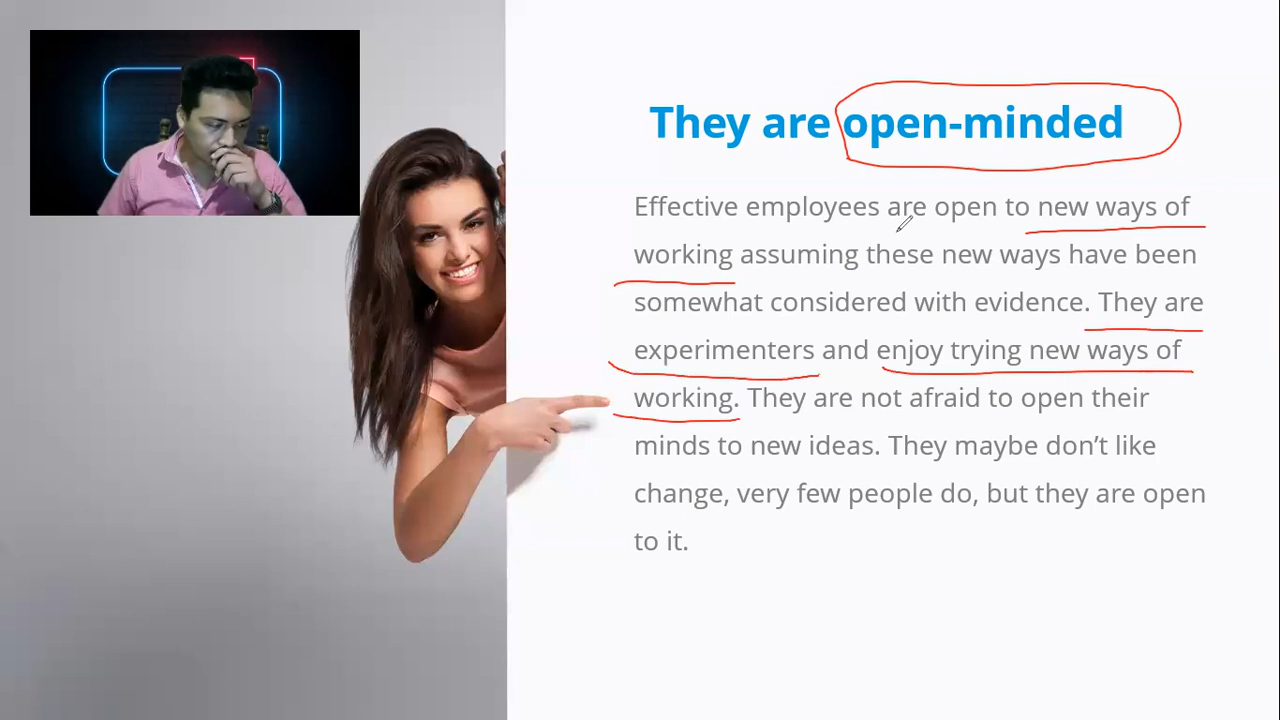 They are open-minded
Effective employees are open to new ways of
working assuming these new ways have been
somewhat considered with evidence. They are
experimenters and enjoy trying new ways of
working. They are not afraid to open their
minds to new ideas. They maybe don’t like
change, very few people do, but they are open
to it.